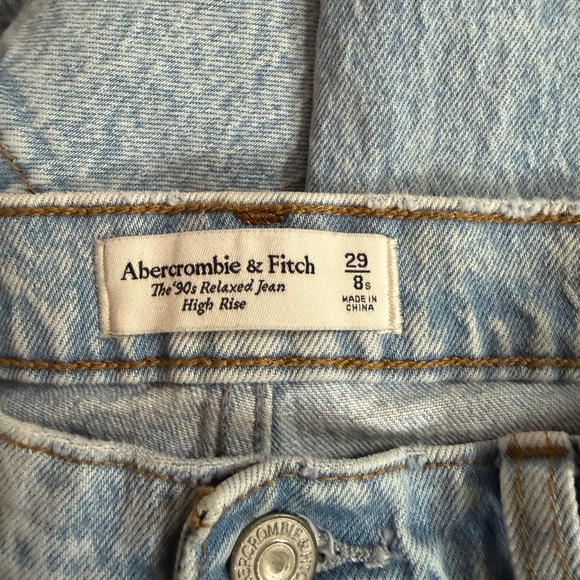 Abercrombie & Fitch
The '90s Relaxed Jean
High Rise
29
8s
MADE IN
CHINA